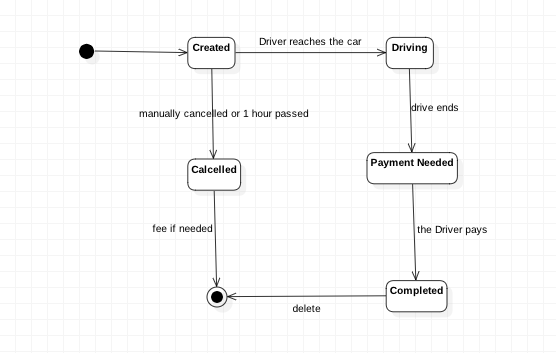 Driver reaches the car
Created
Driving
manually cancelled or 1 hour passed
drive ends
Calcelled
Payment Needed
fee if needed
the Driver pays
Completed
delete